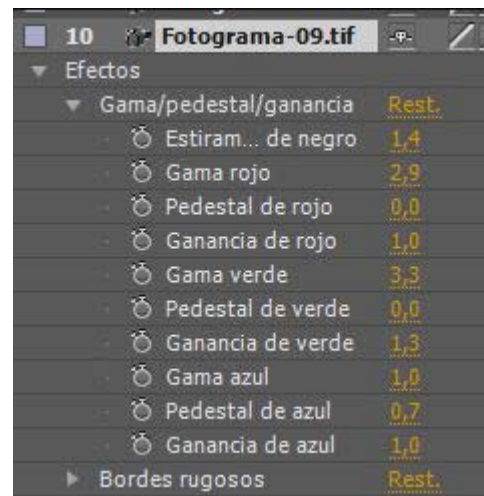 10 Fotograma-09.tif
Efectos
Gama/pedestal/ganancia Rest.
Estiram... de negro 1,4
Gama rojo 2,9
Pedestal de rojo 0,0
Ganancia de rojo 1,0
Gama verde 3,3
Pedestal de verde 0,0
Ganancia de verde 1,3
Gama azul 1,0
Pedestal de azul 0,7
Ganancia de azul 1,0
Bordes rugosos Rest.